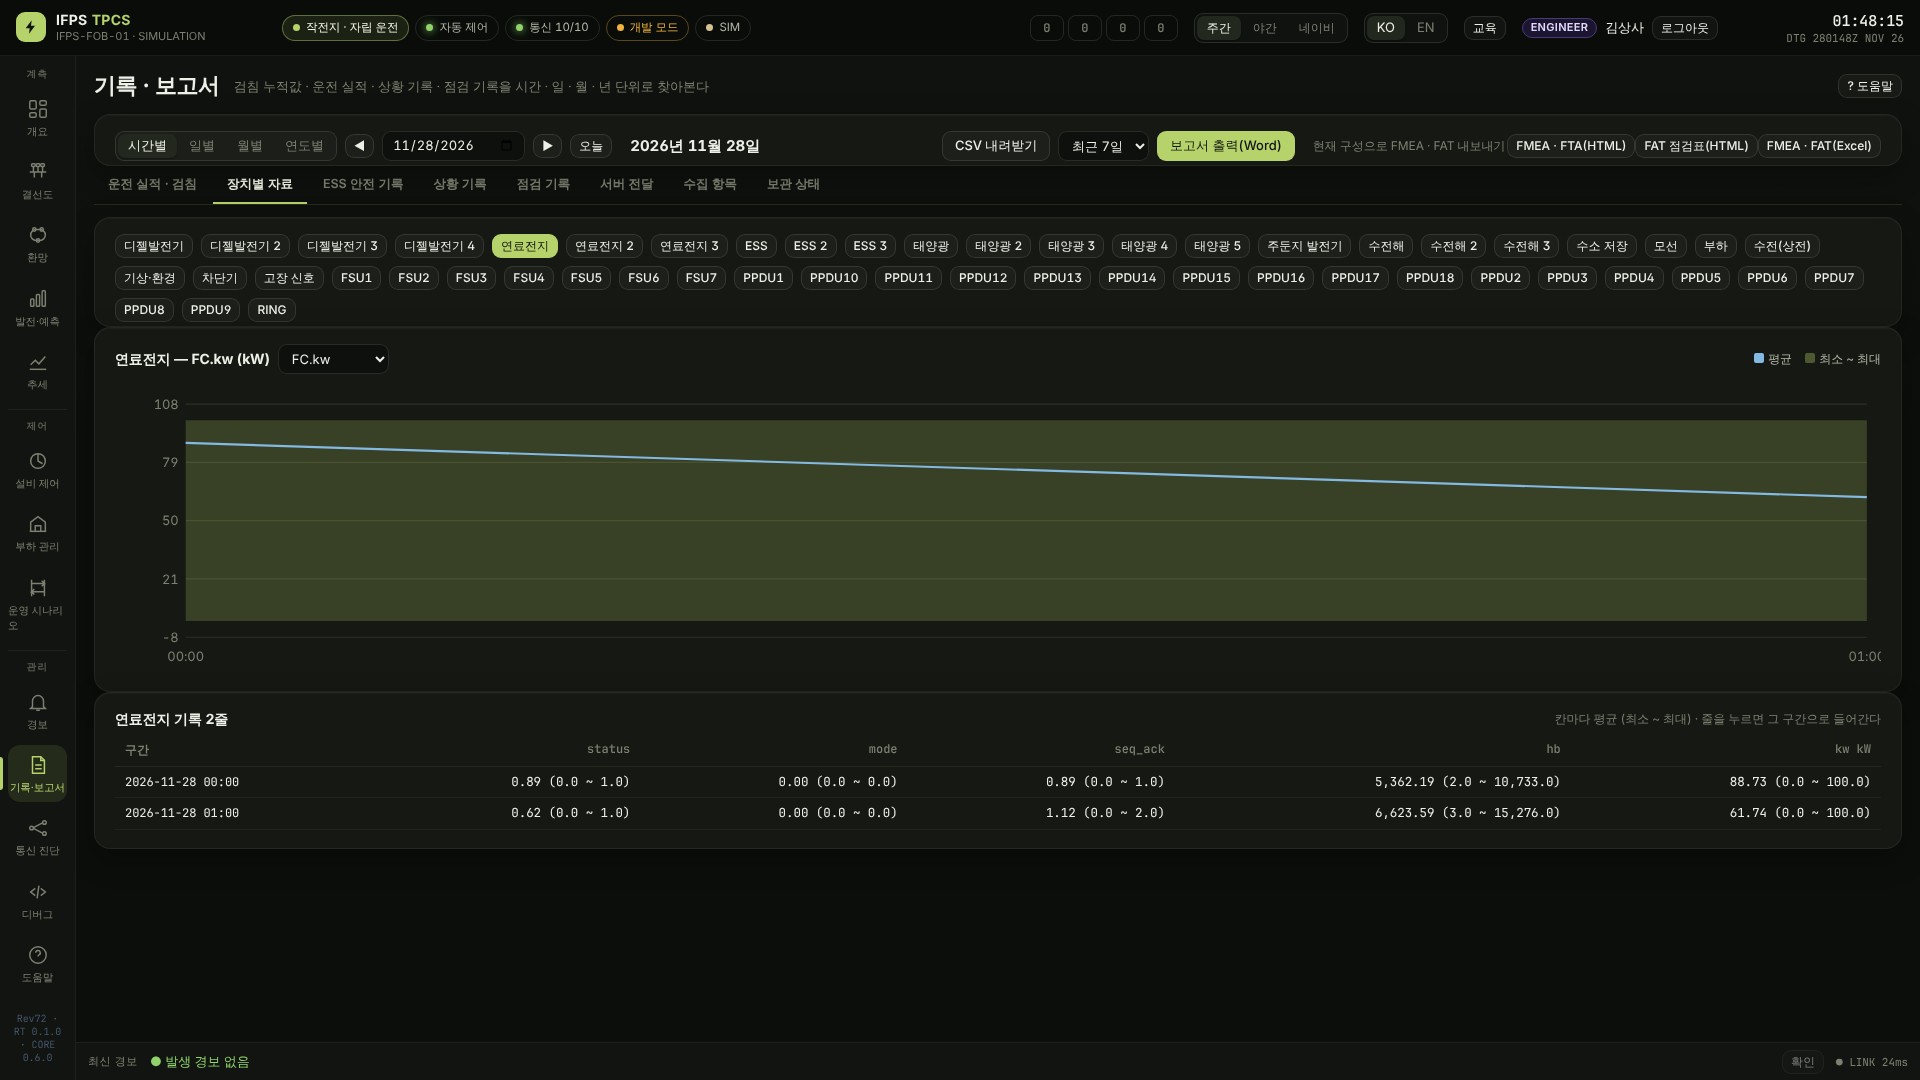 IFPS TPCS
IFPS-FOB-01 · SIMULATION
작전지 · 자립 운전
자동 제어
통신 10/10
개발 모드
SIM
0 0 0 0
주간 야간 네이비
KO EN
교육
ENGINEER 김상사 로그아웃
01:48:15
DTG 280148Z NOV 26
계측
개요
결선도
환망
발전·예측
추세
제어
설비 제어
부하 관리
운영 시나리
오
관리
경보
기록·보고서
통신 진단
디버그
도움말
Rev72 ·
RT 0.1.0
· CORE
0.6.0
기록 · 보고서 검침 누적값 · 운전 실적 · 상황 기록 · 점검 기록을 시간 · 일 · 월 · 년 단위로 찾아본다
? 도움말
시간별 일별 월별 연도별 ◀ 11/28/2026 ▶ 오늘 2026년 11월 28일
CSV 내려받기 최근 7일 보고서 출력(Word) 현재 구성으로 FMEA · FAT 내보내기 FMEA · FTA(HTML) FAT 점검표(HTML) FMEA · FAT(Excel)
운전 실적 · 검침 장치별 자료 ESS 안전 기록 상황 기록 점검 기록 서버 전달 수집 항목 보관 상태
디젤발전기 디젤발전기 2 디젤발전기 3 디젤발전기 4 연료전지 연료전지 2 연료전지 3 ESS ESS 2 ESS 3 태양광 태양광 2 태양광 3 태양광 4 태양광 5 주둔지 발전기 수전해 수전해 2 수전해 3 수소 저장 모선 부하 수전(상전)
기상·환경 차단기 고장 신호 FSU1 FSU2 FSU3 FSU4 FSU5 FSU6 FSU7 PPDU1 PPDU10 PPDU11 PPDU12 PPDU13 PPDU14 PPDU15 PPDU16 PPDU17 PPDU18 PPDU2 PPDU3 PPDU4 PPDU5 PPDU6 PPDU7
PPDU8 PPDU9 RING
연료전지 — FC.kw (kW) FC.kw
평균 최소 ~ 최대
108
79
50
21
-8
00:00 01:00
연료전지 기록 2줄
칸마다 평균 (최소 ~ 최대) · 줄을 누르면 그 구간으로 들어간다
구간 status mode seq_ack hb kw kW
2026-11-28 00:00 0.89 (0.0 ~ 1.0) 0.00 (0.0 ~ 0.0) 0.89 (0.0 ~ 1.0) 5,362.19 (2.0 ~ 10,733.0) 88.73 (0.0 ~ 100.0)
2026-11-28 01:00 0.62 (0.0 ~ 1.0) 0.00 (0.0 ~ 0.0) 1.12 (0.0 ~ 2.0) 6,623.59 (3.0 ~ 15,276.0) 61.74 (0.0 ~ 100.0)
최신 경보 발생 경보 없음
확인 LINK 24ms